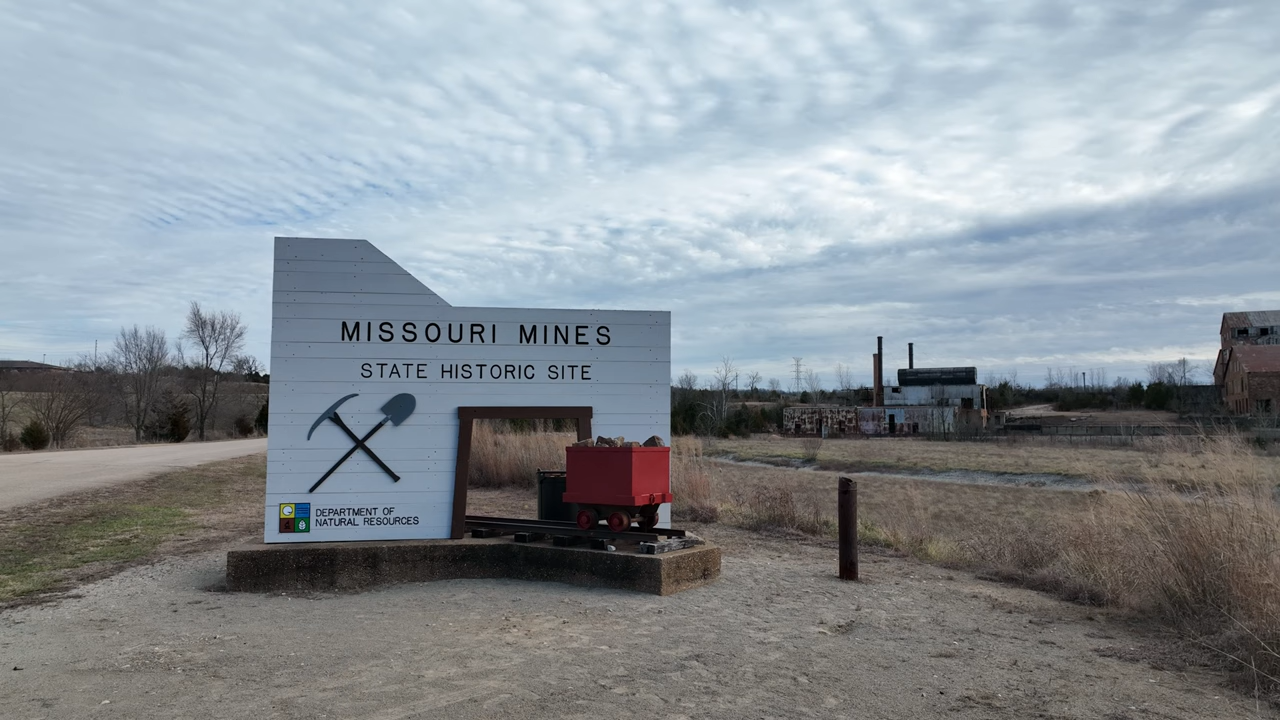 MISSOURI MINES
STATE HISTORIC SITE
DEPARTMENT OF
NATURAL RESOURCES